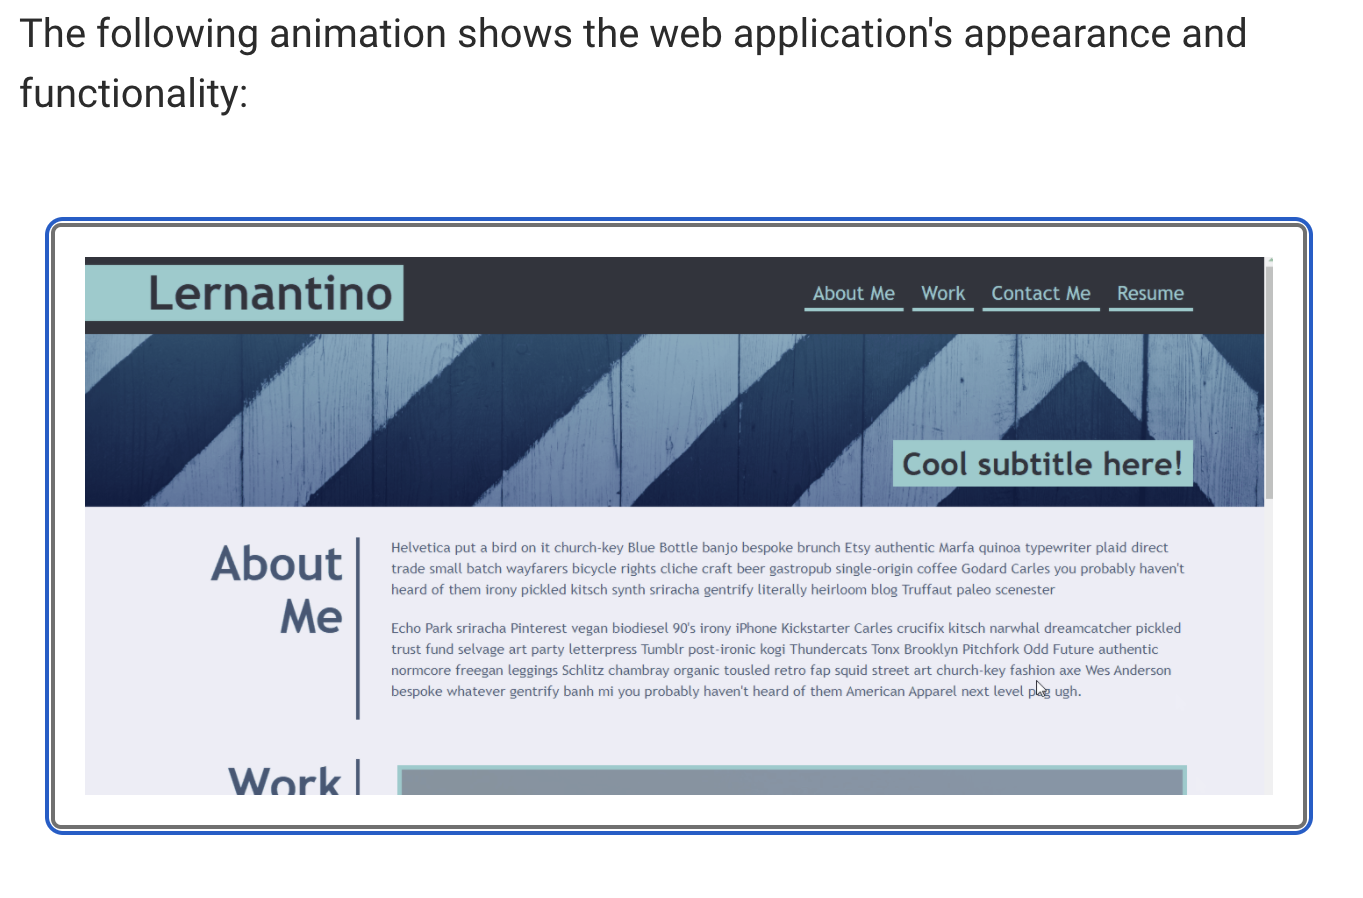 The following animation shows the web application's appearance and
functionality:
Lernantino
About Me Work Contact Me Resume
Cool subtitle here!
About
Me
Helvetica put a bird on it church-key Blue Bottle banjo bespoke brunch Etsy authentic Marfa quinoa typewriter plaid direct
trade small batch wayfarers bicycle rights cliche craft beer gastropub single-origin coffee Godard Carles you probably haven't
heard of them irony pickled kitsch synth sriracha gentrify literally heirloom blog Truffaut paleo scenester
Echo Park sriracha Pinterest vegan biodiesel 90's irony iPhone Kickstarter Carles crucifix kitsch narwhal dreamcatcher pickled
trust fund selvage art party letterpress Tumblr post-ironic kogi Thundercats Tonx Brooklyn Pitchfork Odd Future authentic
normcore freegan leggings Schlitz chambray organic tousled retro fap squid street art church-key fashion axe Wes Anderson
bespoke whatever gentrify banh mi you probably haven't heard of them American Apparel next level ugh.
Work